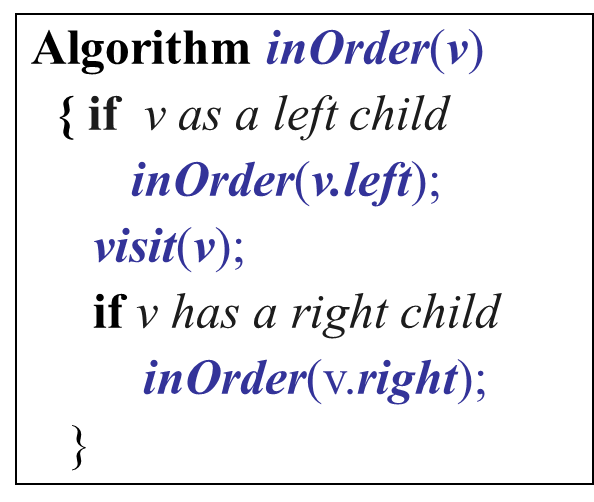 Algorithm inOrder(v)
{ if v as a left child
inOrder(v.left);
visit(v);
if v has a right child
inOrder(v.right);
}